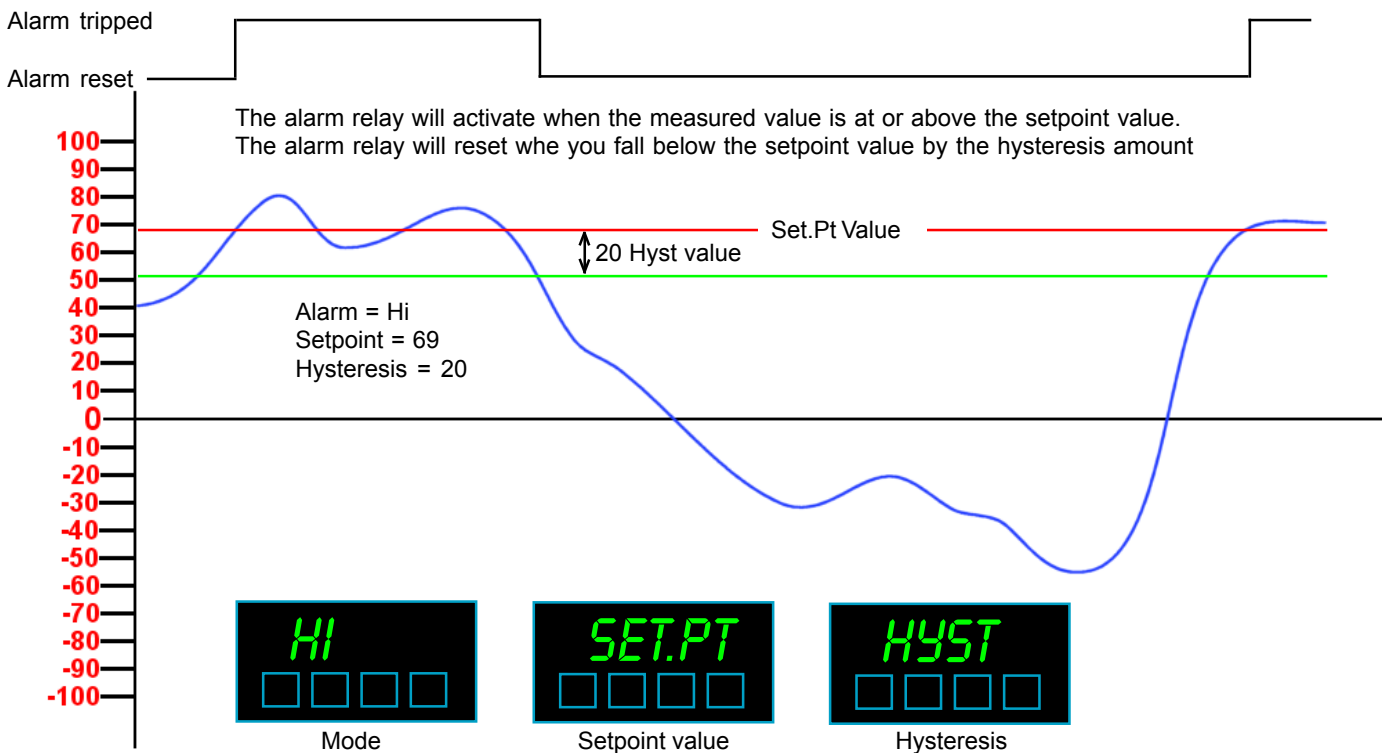 Alarm tripped
Alarm reset
The alarm relay will activate when the measured value is at or above the setpoint value.
The alarm relay will reset whe you fall below the setpoint value by the hysteresis amount
100
90
80
70
60
50
40
30
20
10
0
-10
-20
-30
-40
-50
-60
-70
-80
-90
-100
Set.Pt Value
20 Hyst value
Alarm = Hi
Setpoint = 69
Hysteresis = 20
HI
SET.PT
HYST
Mode
Setpoint value
Hysteresis